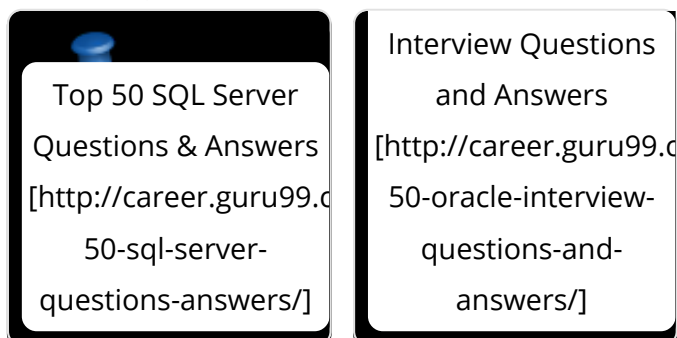 Top 50 SQL Server
Questions & Answers
[http://career.guru99.c
50-sql-server-
questions-answers/]
Interview Questions
and Answers
[http://career.guru99.c
50-oracle-interview-
questions-and-
answers/]